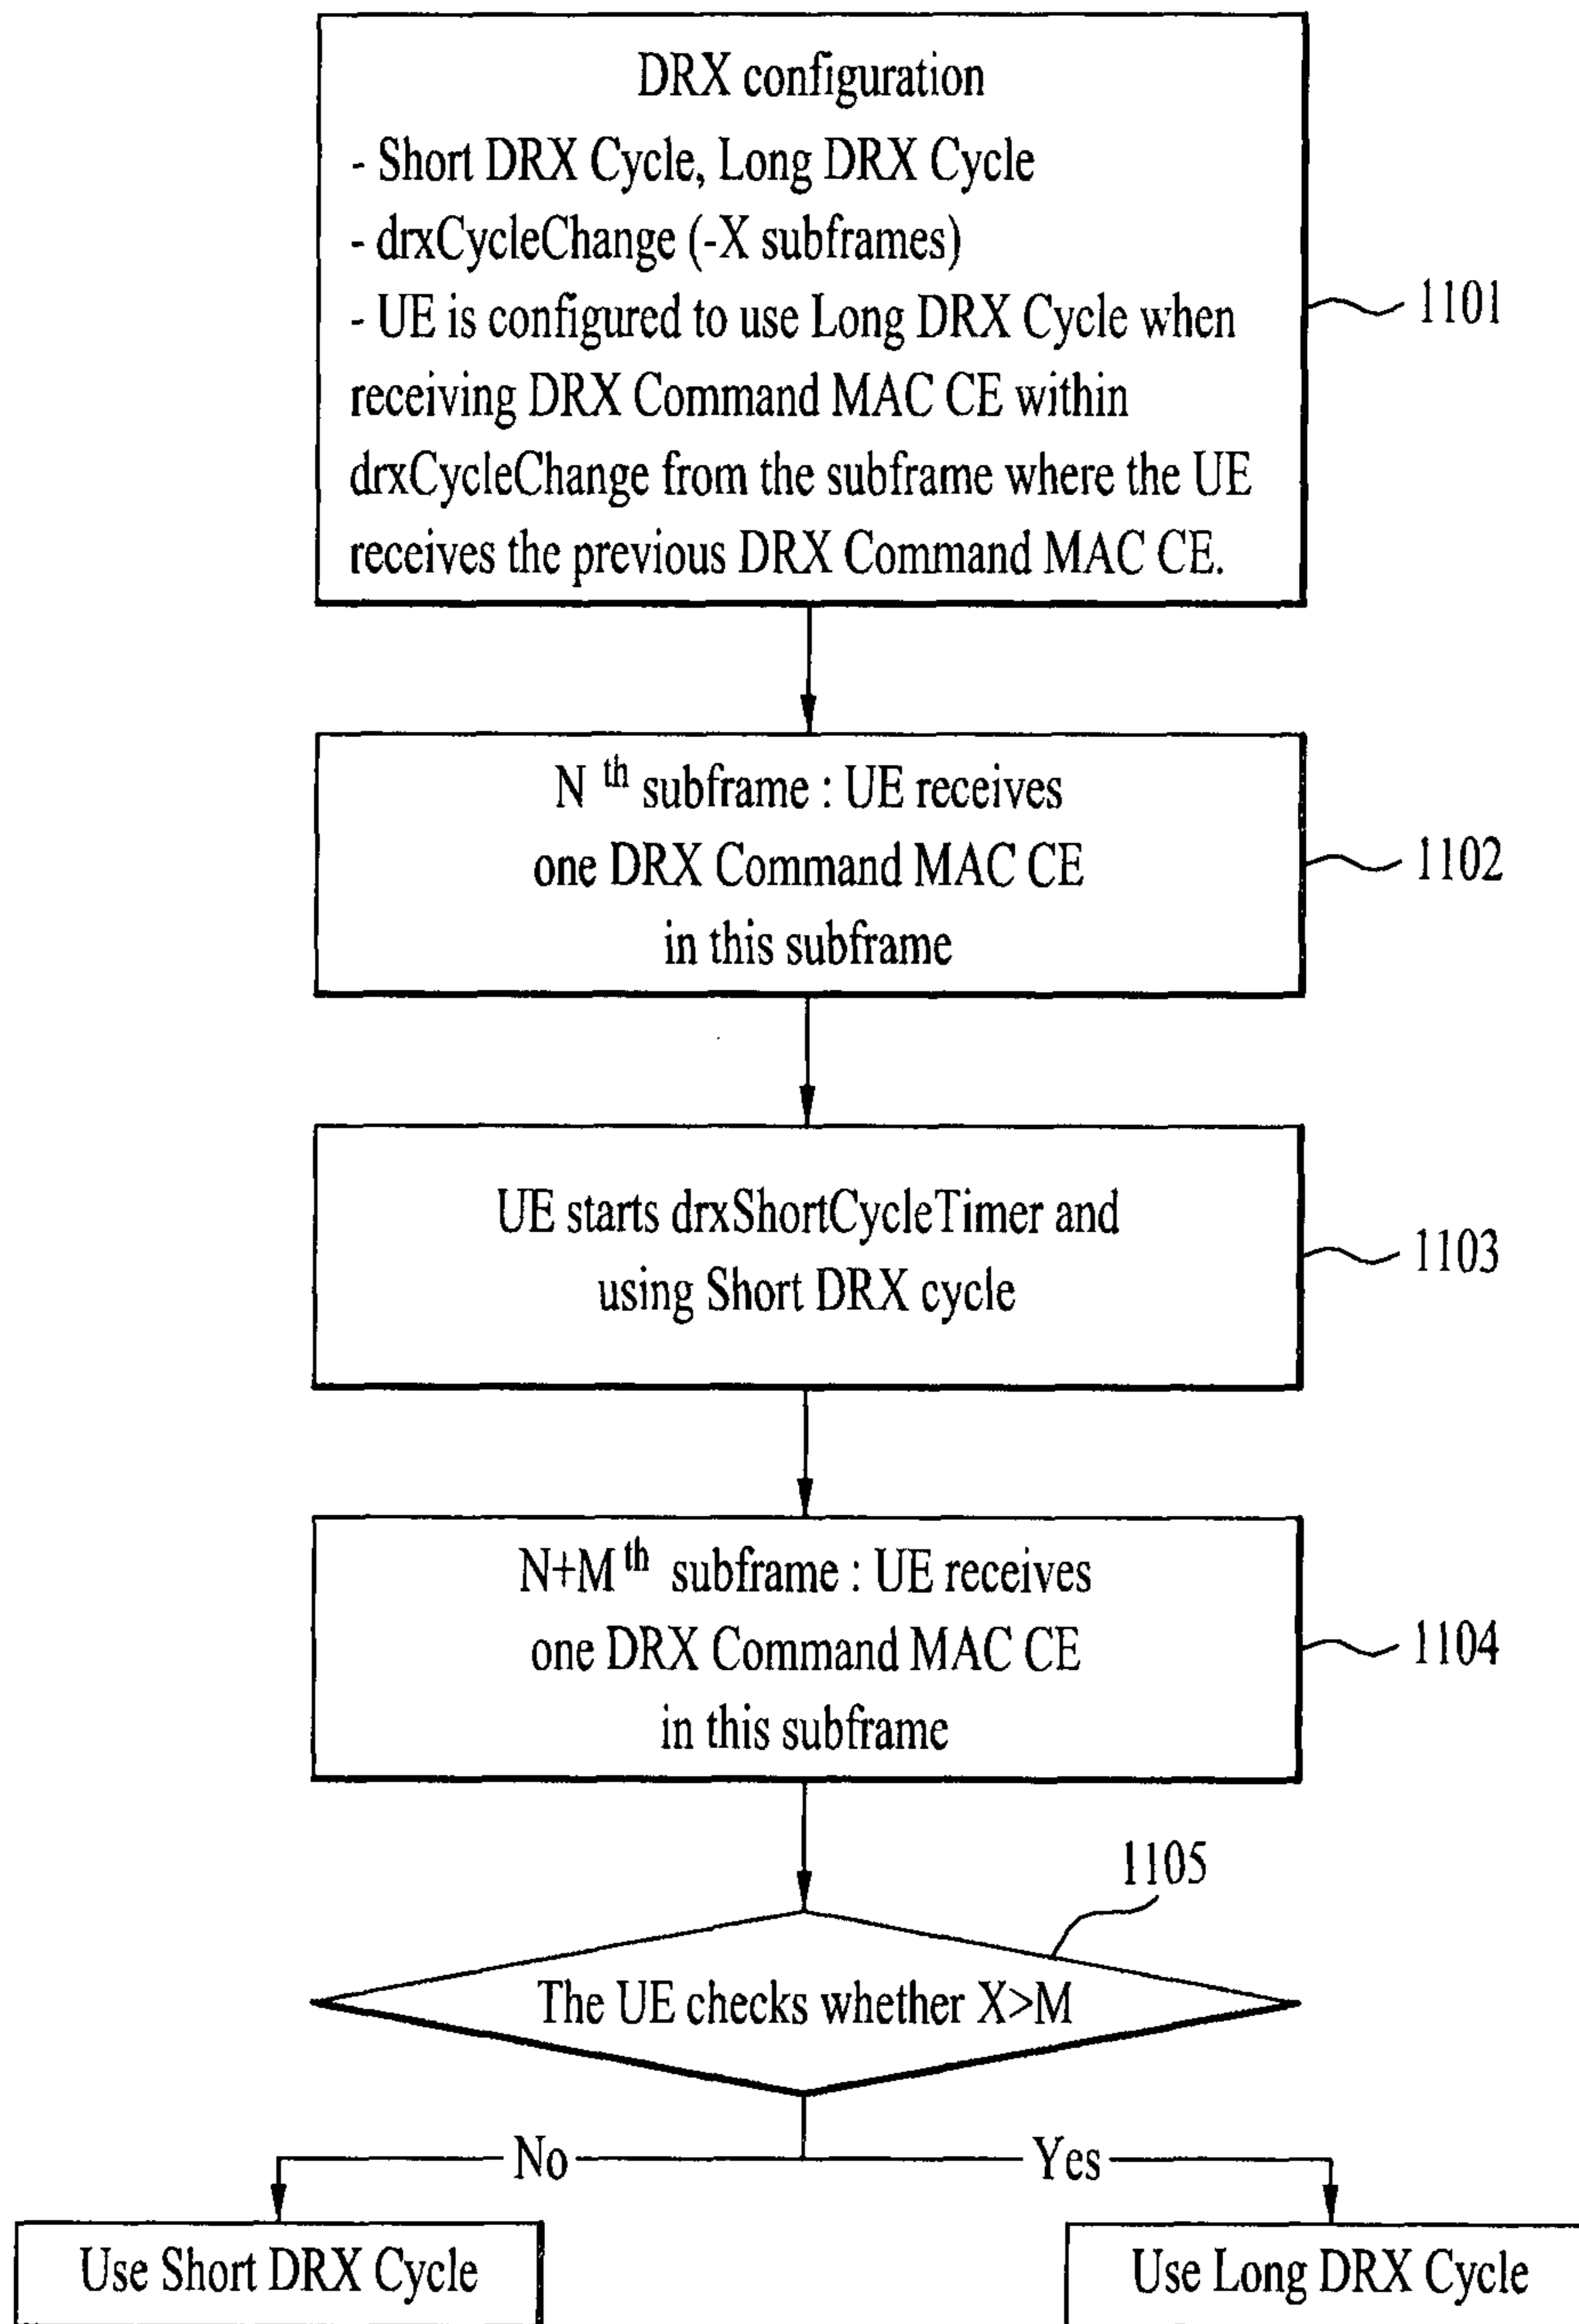 DRX configuration
- Short DRX Cycle, Long DRX Cycle
- drxCycleChange (-X subframes)
- UE is configured to use Long DRX Cycle when
receiving DRX Command MAC CE within
drxCycleChange from the subframe where the UE
receives the previous DRX Command MAC CE.
1101
N th subframe : UE receives
one DRX Command MAC CE
in this subframe
1102
UE starts drxShortCycleTimer and
using Short DRX cycle
1103
N+M th subframe : UE receives
one DRX Command MAC CE
in this subframe
1104
1105
The UE checks whether X>M
No
Yes
Use Short DRX Cycle
Use Long DRX Cycle